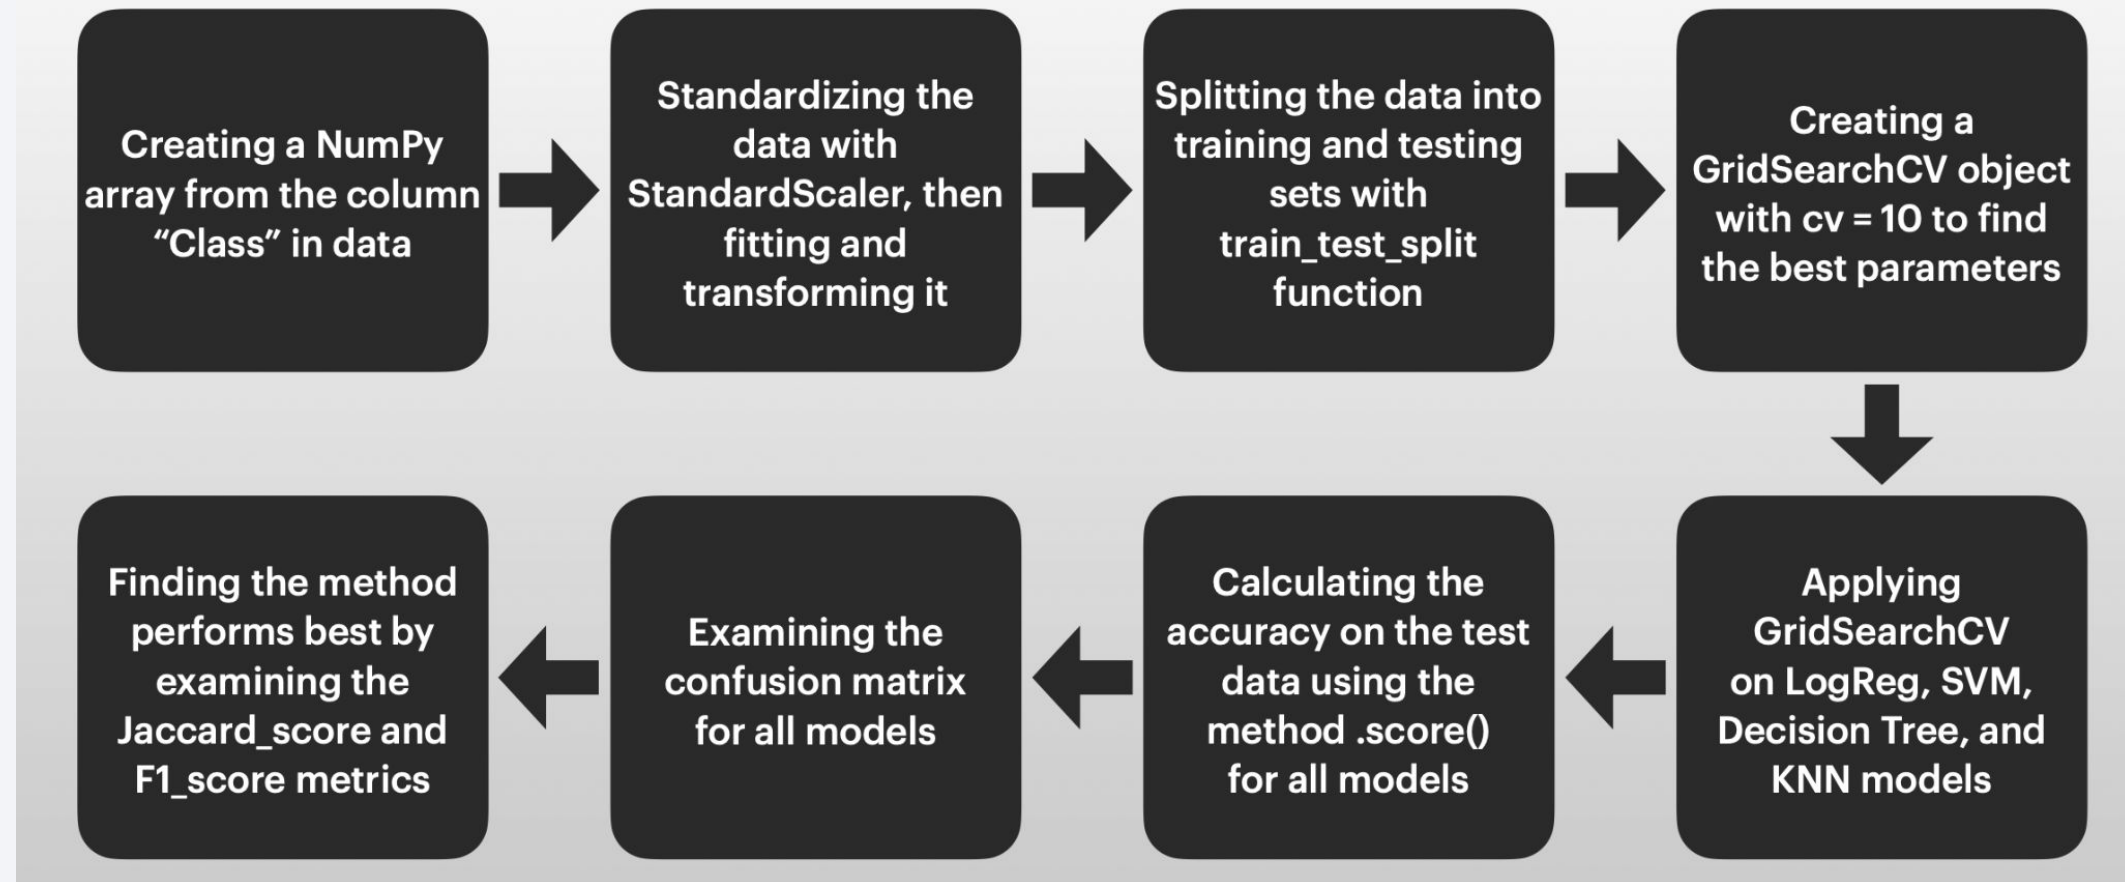 Creating a NumPy
array from the column
“Class” in data
Standardizing the
data with
StandardScaler, then
fitting and
transforming it
Splitting the data into
training and testing
sets with
train_test_split
function
Creating a
GridSearchCV object
with cv = 10 to find
the best parameters
Applying
GridSearchCV
on LogReg, SVM,
Decision Tree, and
KNN models
Calculating the
accuracy on the test
data using the
method .score()
for all models
Examining the
confusion matrix
for all models
Finding the method
performs best by
examining the
Jaccard_score and
F1_score metrics